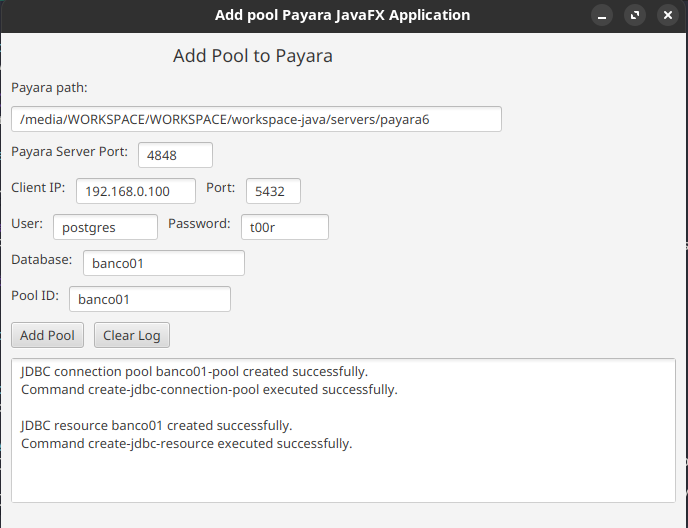 Add pool Payara JavaFX Application
Add Pool to Payara
Payara path:
/media/WORKSPACE/WORKSPACE/workspace-java/servers/payara6
Payara Server Port: 4848
Client IP: 192.168.0.100 Port: 5432
User: postgres Password: t00r
Database: banco01
Pool ID: banco01
Add Pool Clear Log
JDBC connection pool banco01-pool created successfully.
Command create-jdbc-connection-pool executed successfully.
JDBC resource banco01 created successfully.
Command create-jdbc-resource executed successfully.